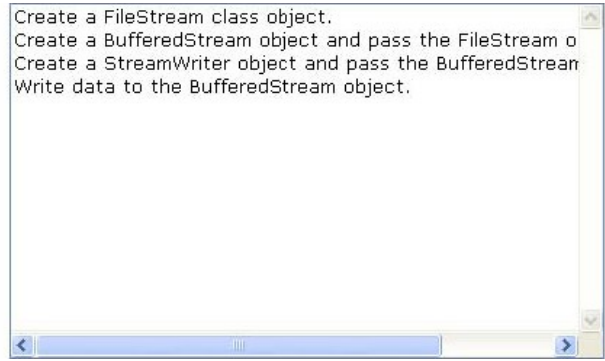 Create a FileStream class object.
Create a BufferedStream object and pass the FileStream o
Create a StreamWriter object and pass the BufferedStream
Write data to the BufferedStream object.